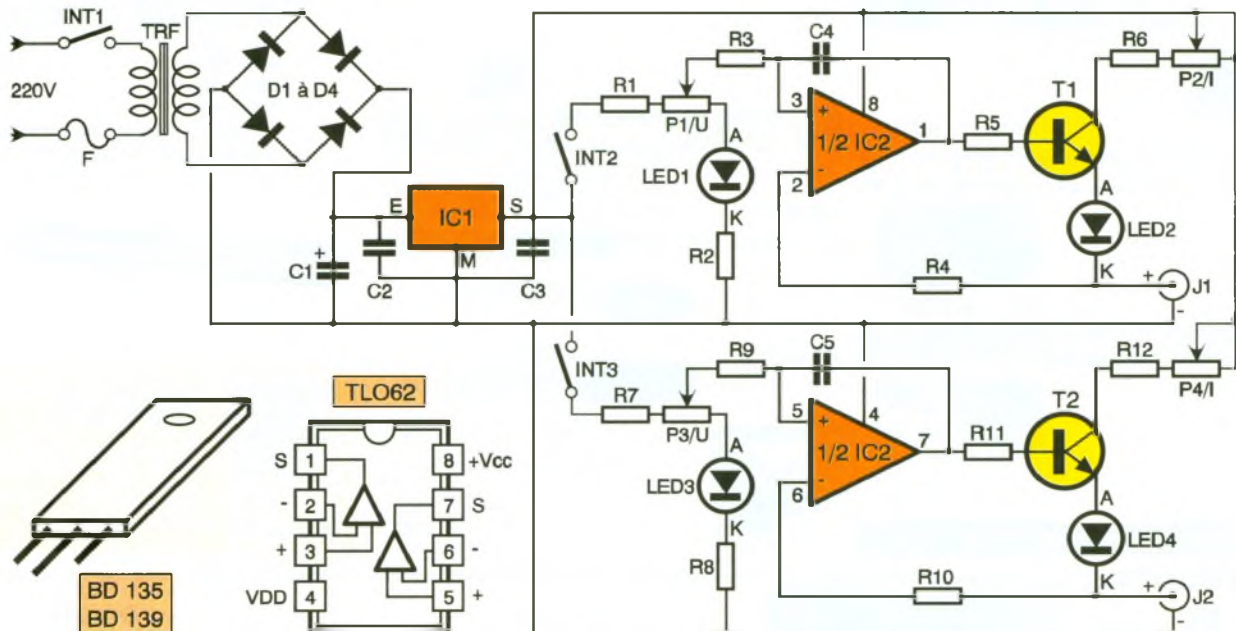 INT1
TRF
220V
F
D1 à D4
E
IC1
S
M
+
C1
C2
C3
INT2
R1
P1/U
R3
C4
A
LED1
K
R2
3
+
8
1/2 IC2
1
2
-
R5
T1
R6
P2/I
A
LED2
K
R4
+
J1
-
INT3
R7
P3/U
R9
C5
A
LED3
K
R8
5
+
4
1/2 IC2
7
6
-
R11
T2
R12
P4/I
A
LED4
K
R10
+
J2
-
BD 135
BD 139
TLO62
S 1 8 +Vcc
- 2 7 S
+ 3 6 -
VDD 4 5 +